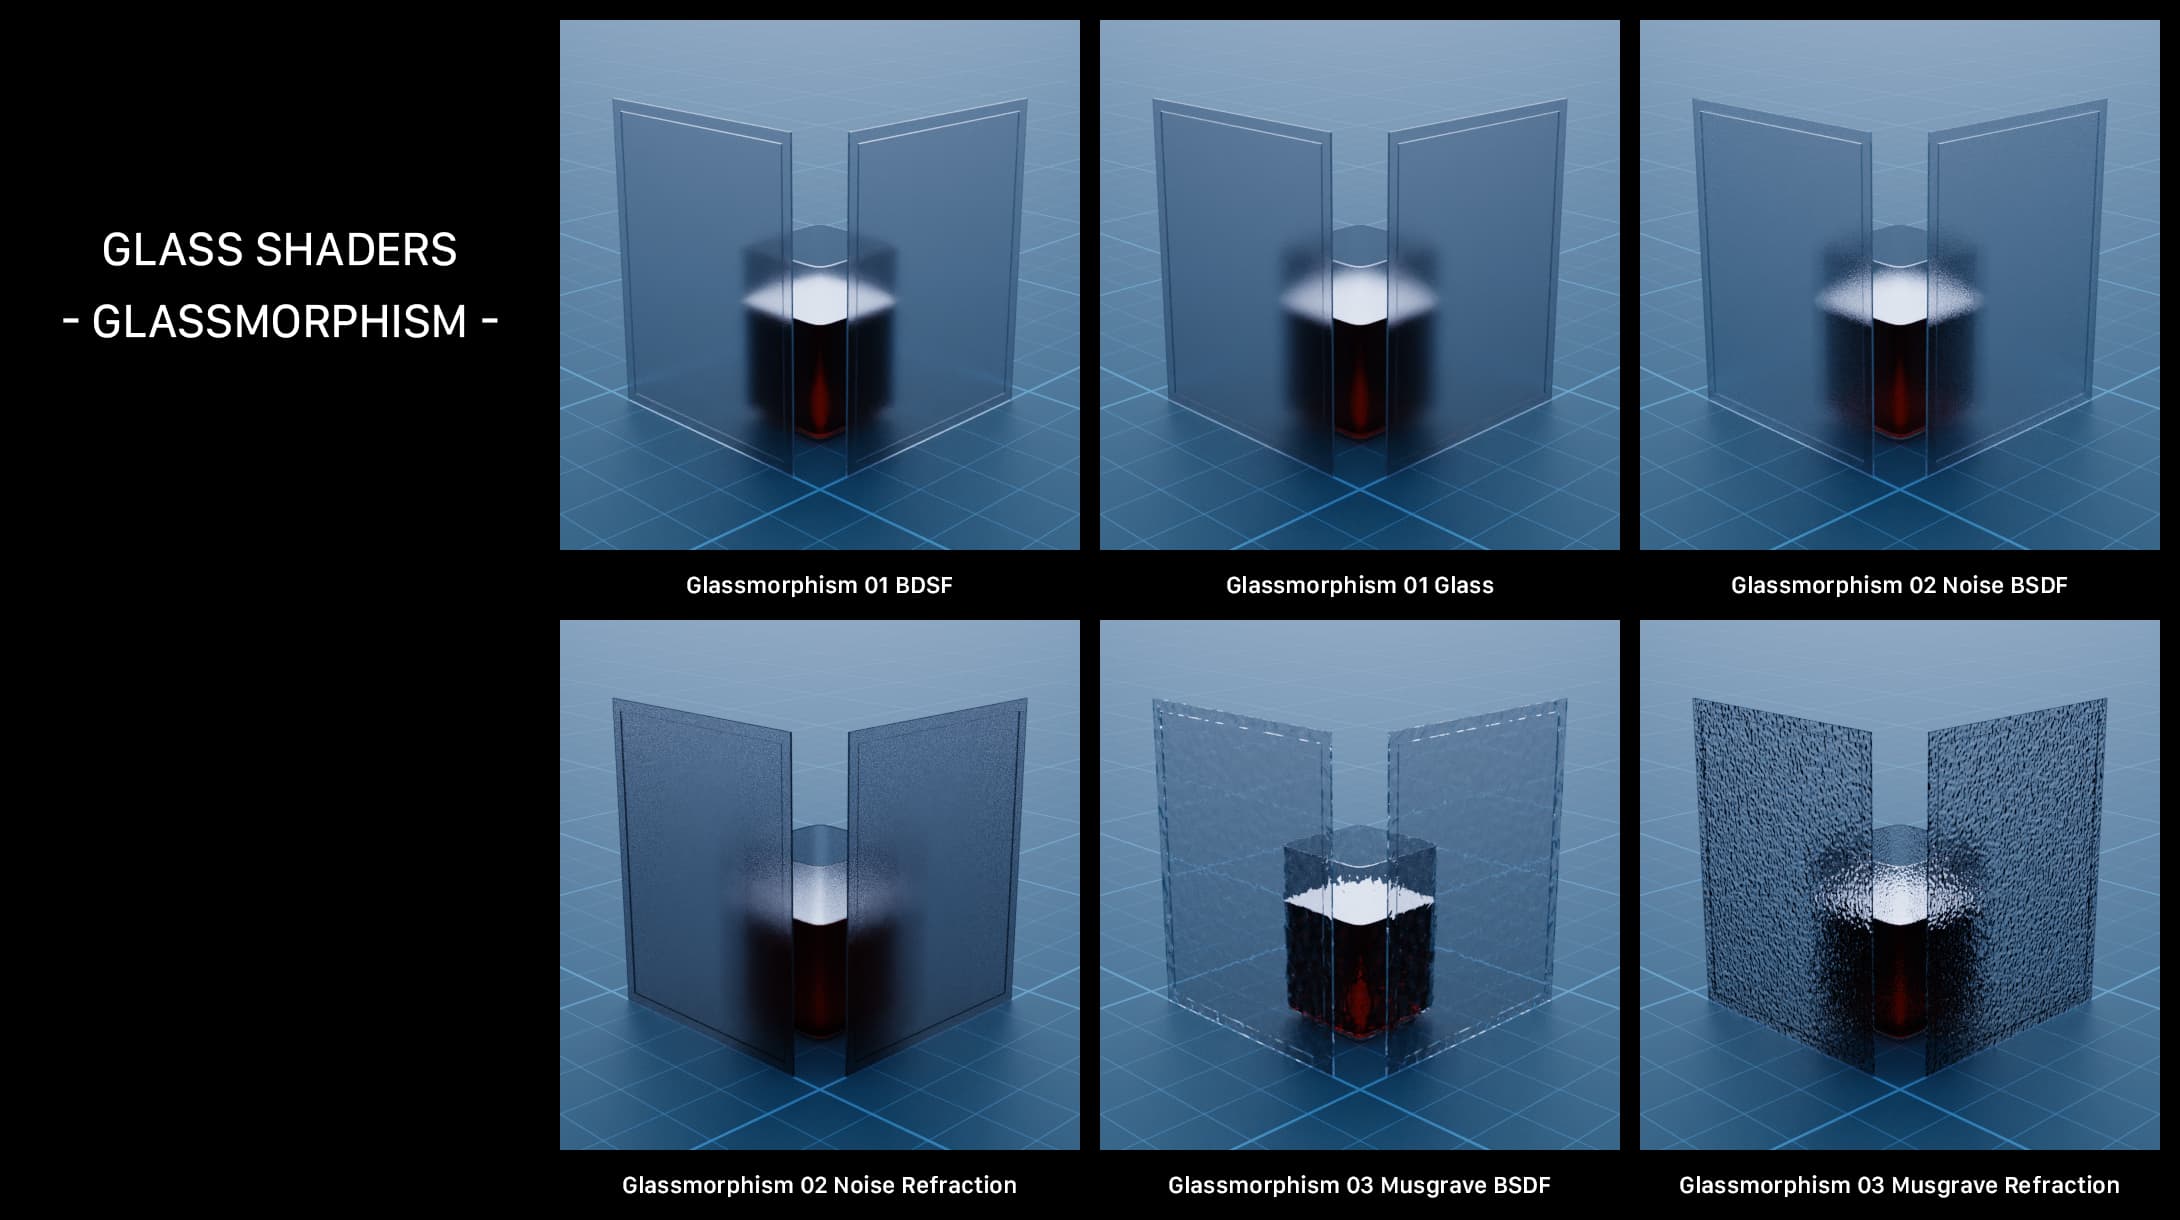 GLASS SHADERS
- GLASSMORPHISM -
Glassmorphism 01 BDSF
Glassmorphism 01 Glass
Glassmorphism 02 Noise BSDF
Glassmorphism 02 Noise Refraction
Glassmorphism 03 Musgrave BSDF
Glassmorphism 03 Musgrave Refraction